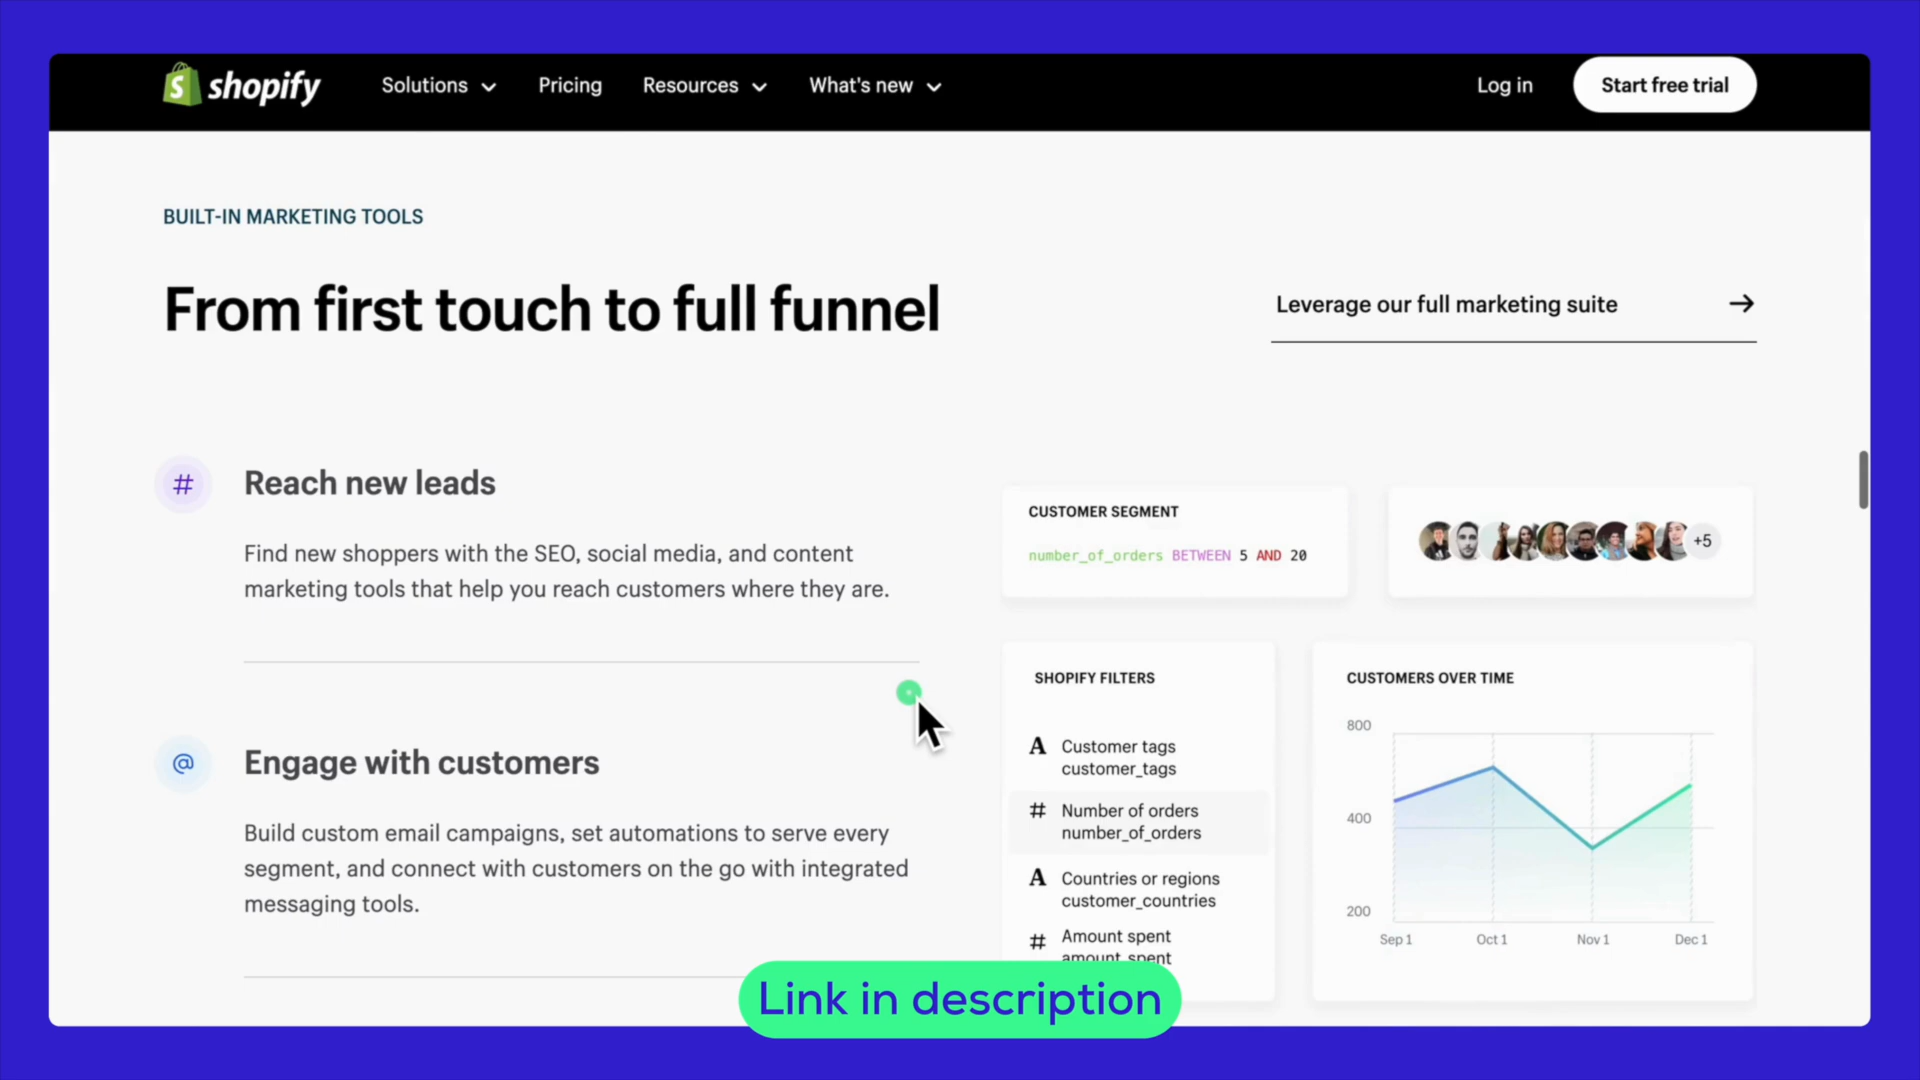 shopify
Solutions
Pricing
Resources
What's new
Log in
Start free trial
BUILT-IN MARKETING TOOLS
From first touch to full funnel
Leverage our full marketing suite
#
Reach new leads
Find new shoppers with the SEO, social media, and content
marketing tools that help you reach customers where they are.
@
Engage with customers
Build custom email campaigns, set automations to serve every
segment, and connect with customers on the go with integrated
messaging tools.
CUSTOMER SEGMENT
number_of_orders BETWEEN 5 AND 20
+5
SHOPIFY FILTERS
A Customer tags
customer_tags
# Number of orders
number_of_orders
A Countries or regions
customer_countries
# Amount spent
amount_spent
CUSTOMERS OVER TIME
800
400
200
Sep 1
Oct 1
Nov 1
Dec 1
Link in description